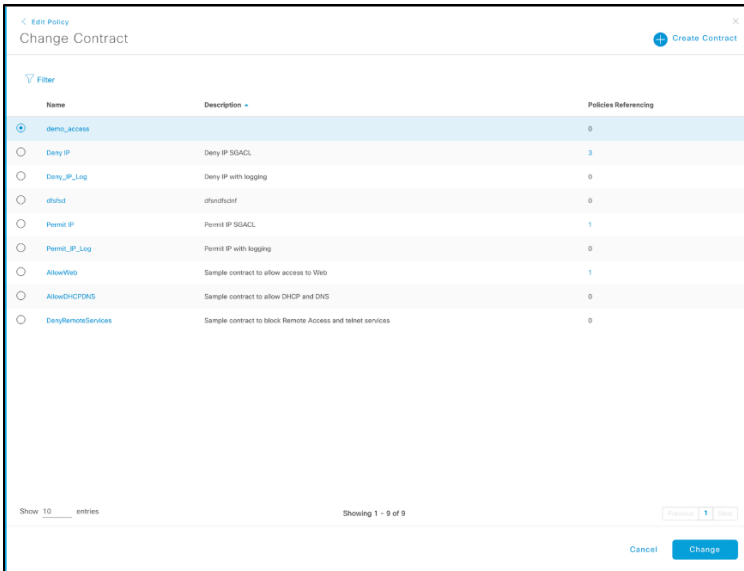 Edit Policy
Change Contract
Create Contract
Filter
Name Description Policies Referencing
demo_access 0
Deny IP Deny IP SGACL 3
Deny_IP_Log Deny IP with logging 0
dfsfsd dfsndfscinf 0
Permit IP Permit IP SGACL 1
Permit_IP_Log Permit IP with logging 0
AllowWeb Sample contract to allow access to Web 1
AllowDHCPDNS Sample contract to allow DHCP and DNS 0
DenyRemoteServices Sample contract to block Remote Access and telnet services 0
Show 10 entries Showing 1 - 9 of 9 Previous 1 Next
Cancel Change